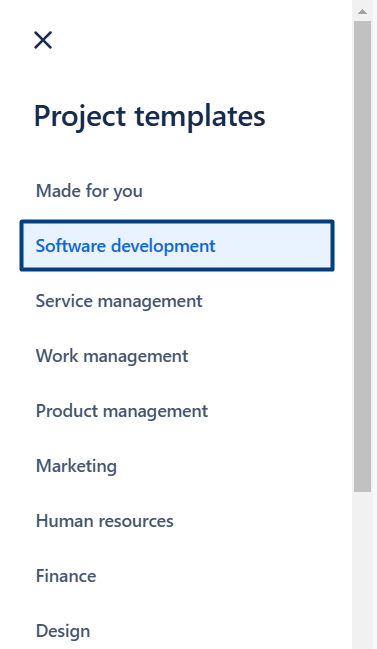 Project templates
Made for you
Software development
Service management
Work management
Product management
Marketing
Human resources
Finance
Design